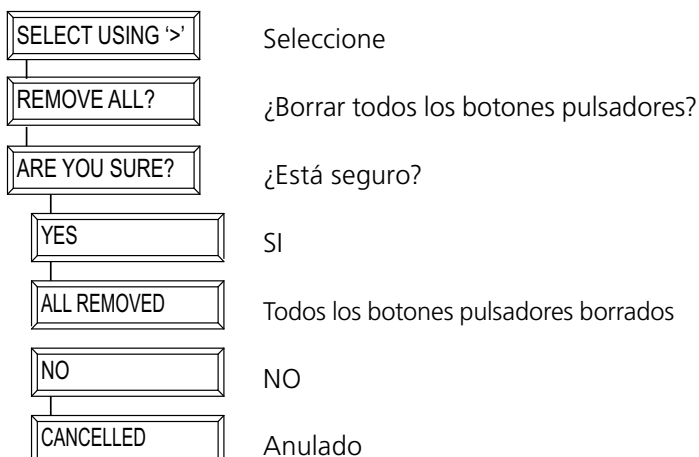 SELECT USING ‘>’ Seleccione
REMOVE ALL? ¿Borrar todos los botones pulsadores?
ARE YOU SURE? ¿Está seguro?
YES SI
ALL REMOVED Todos los botones pulsadores borrados
NO NO
CANCELLED Anulado